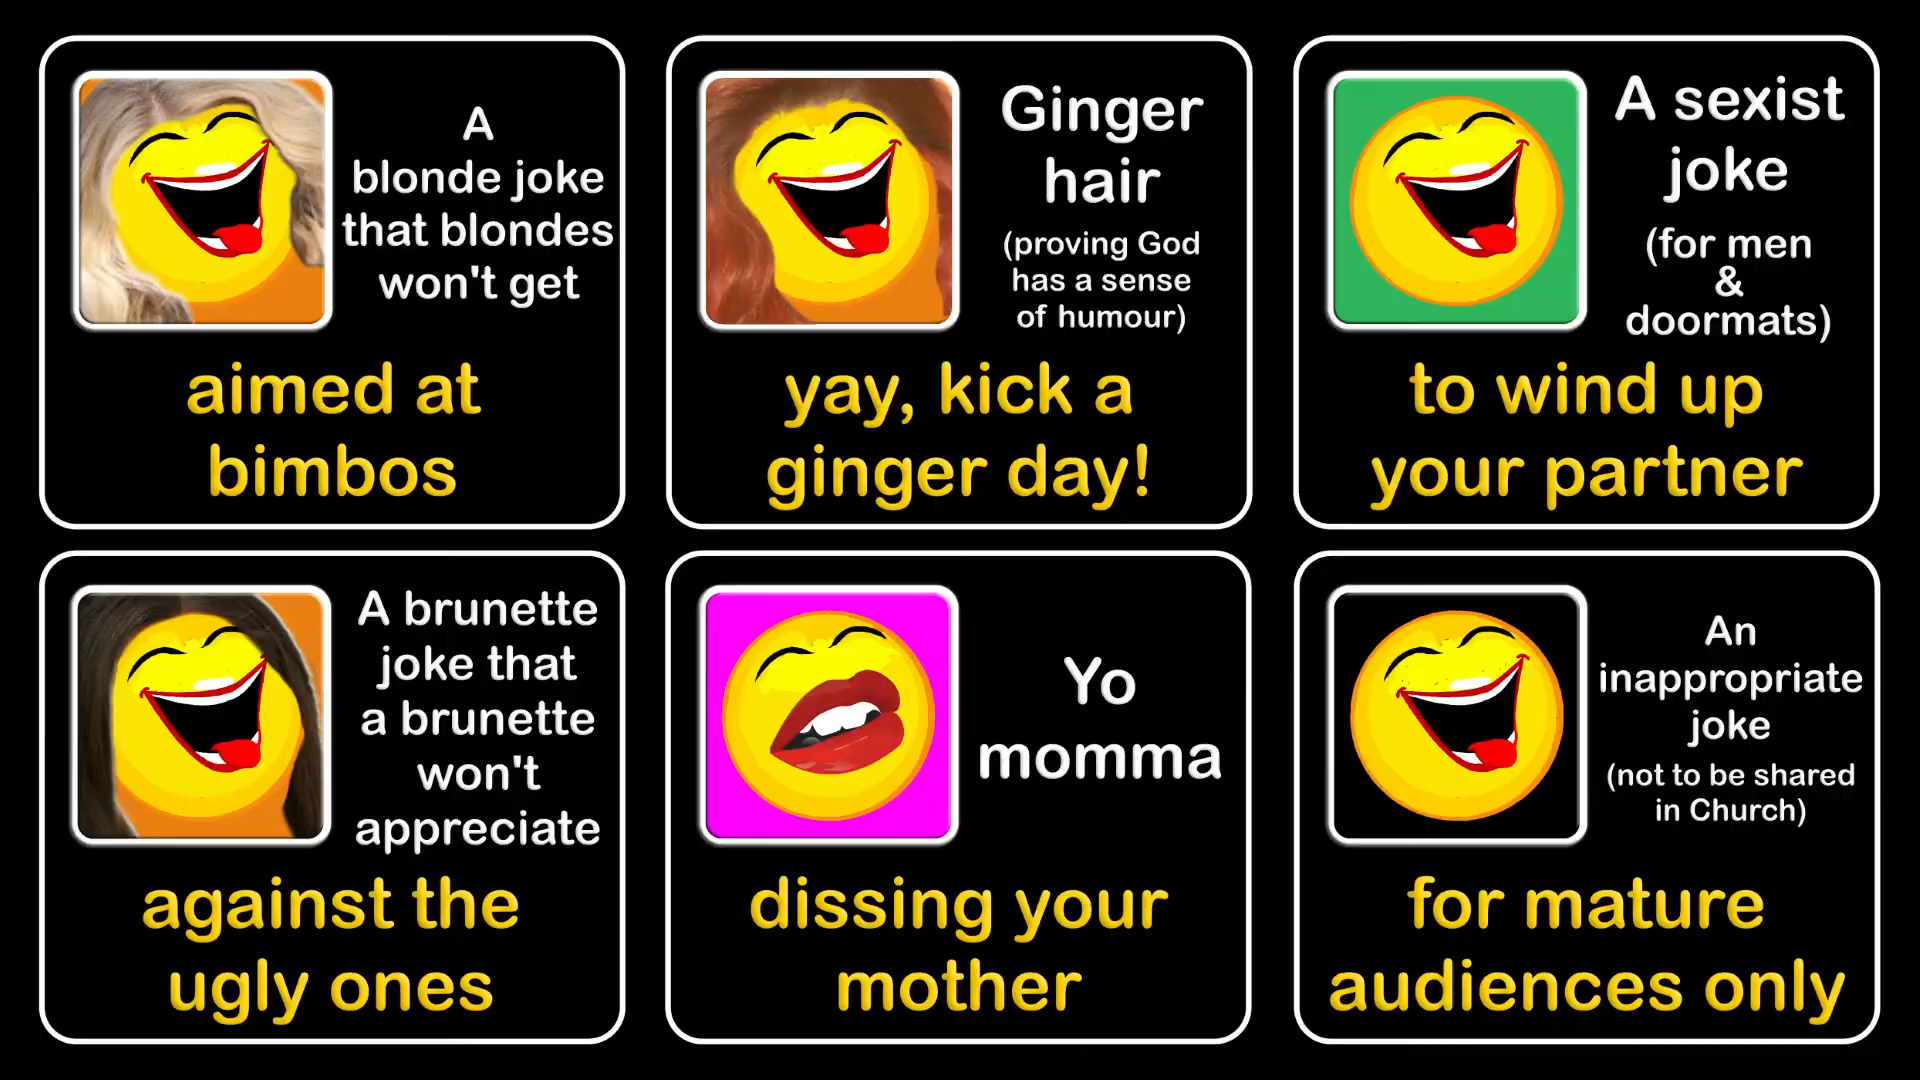 A
blonde joke
that blondes
won't get
aimed at
bimbos
Ginger
hair
(proving God
has a sense
of humour)
yay, kick a
ginger day!
A sexist
joke
(for men
&
doormats)
to wind up
your partner
A brunette
joke that
a brunette
won't
appreciate
against the
ugly ones
Yo
momma
dissing your
mother
An
inappropriate
joke
(not to be shared
in Church)
for mature
audiences only